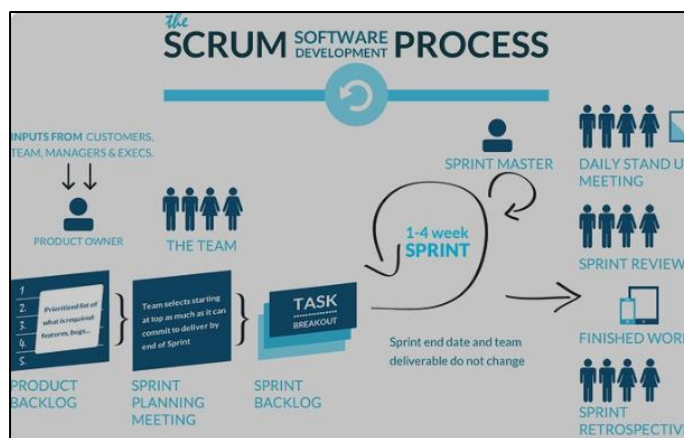 the
SCRUM SOFTWARE DEVELOPMENT PROCESS
INPUTS FROM CUSTOMERS,
TEAM, MANAGERS & EXECS.
PRODUCT OWNER
THE TEAM
1
2.
3.
4.
5.
Prioritized list of
what is required:
features, bugs...
PRODUCT
BACKLOG
Team selects starting
at top as much as it can
commit to deliver by
end of Sprint
SPRINT
PLANNING
MEETING
TASK
BREAKOUT
SPRINT
BACKLOG
1-4 week
SPRINT
SPRINT MASTER
Sprint end date and team
deliverable do not change
DAILY STAND U
MEETING
SPRINT REVIEW
FINISHED WORK
SPRINT
RETROSPECTIVE